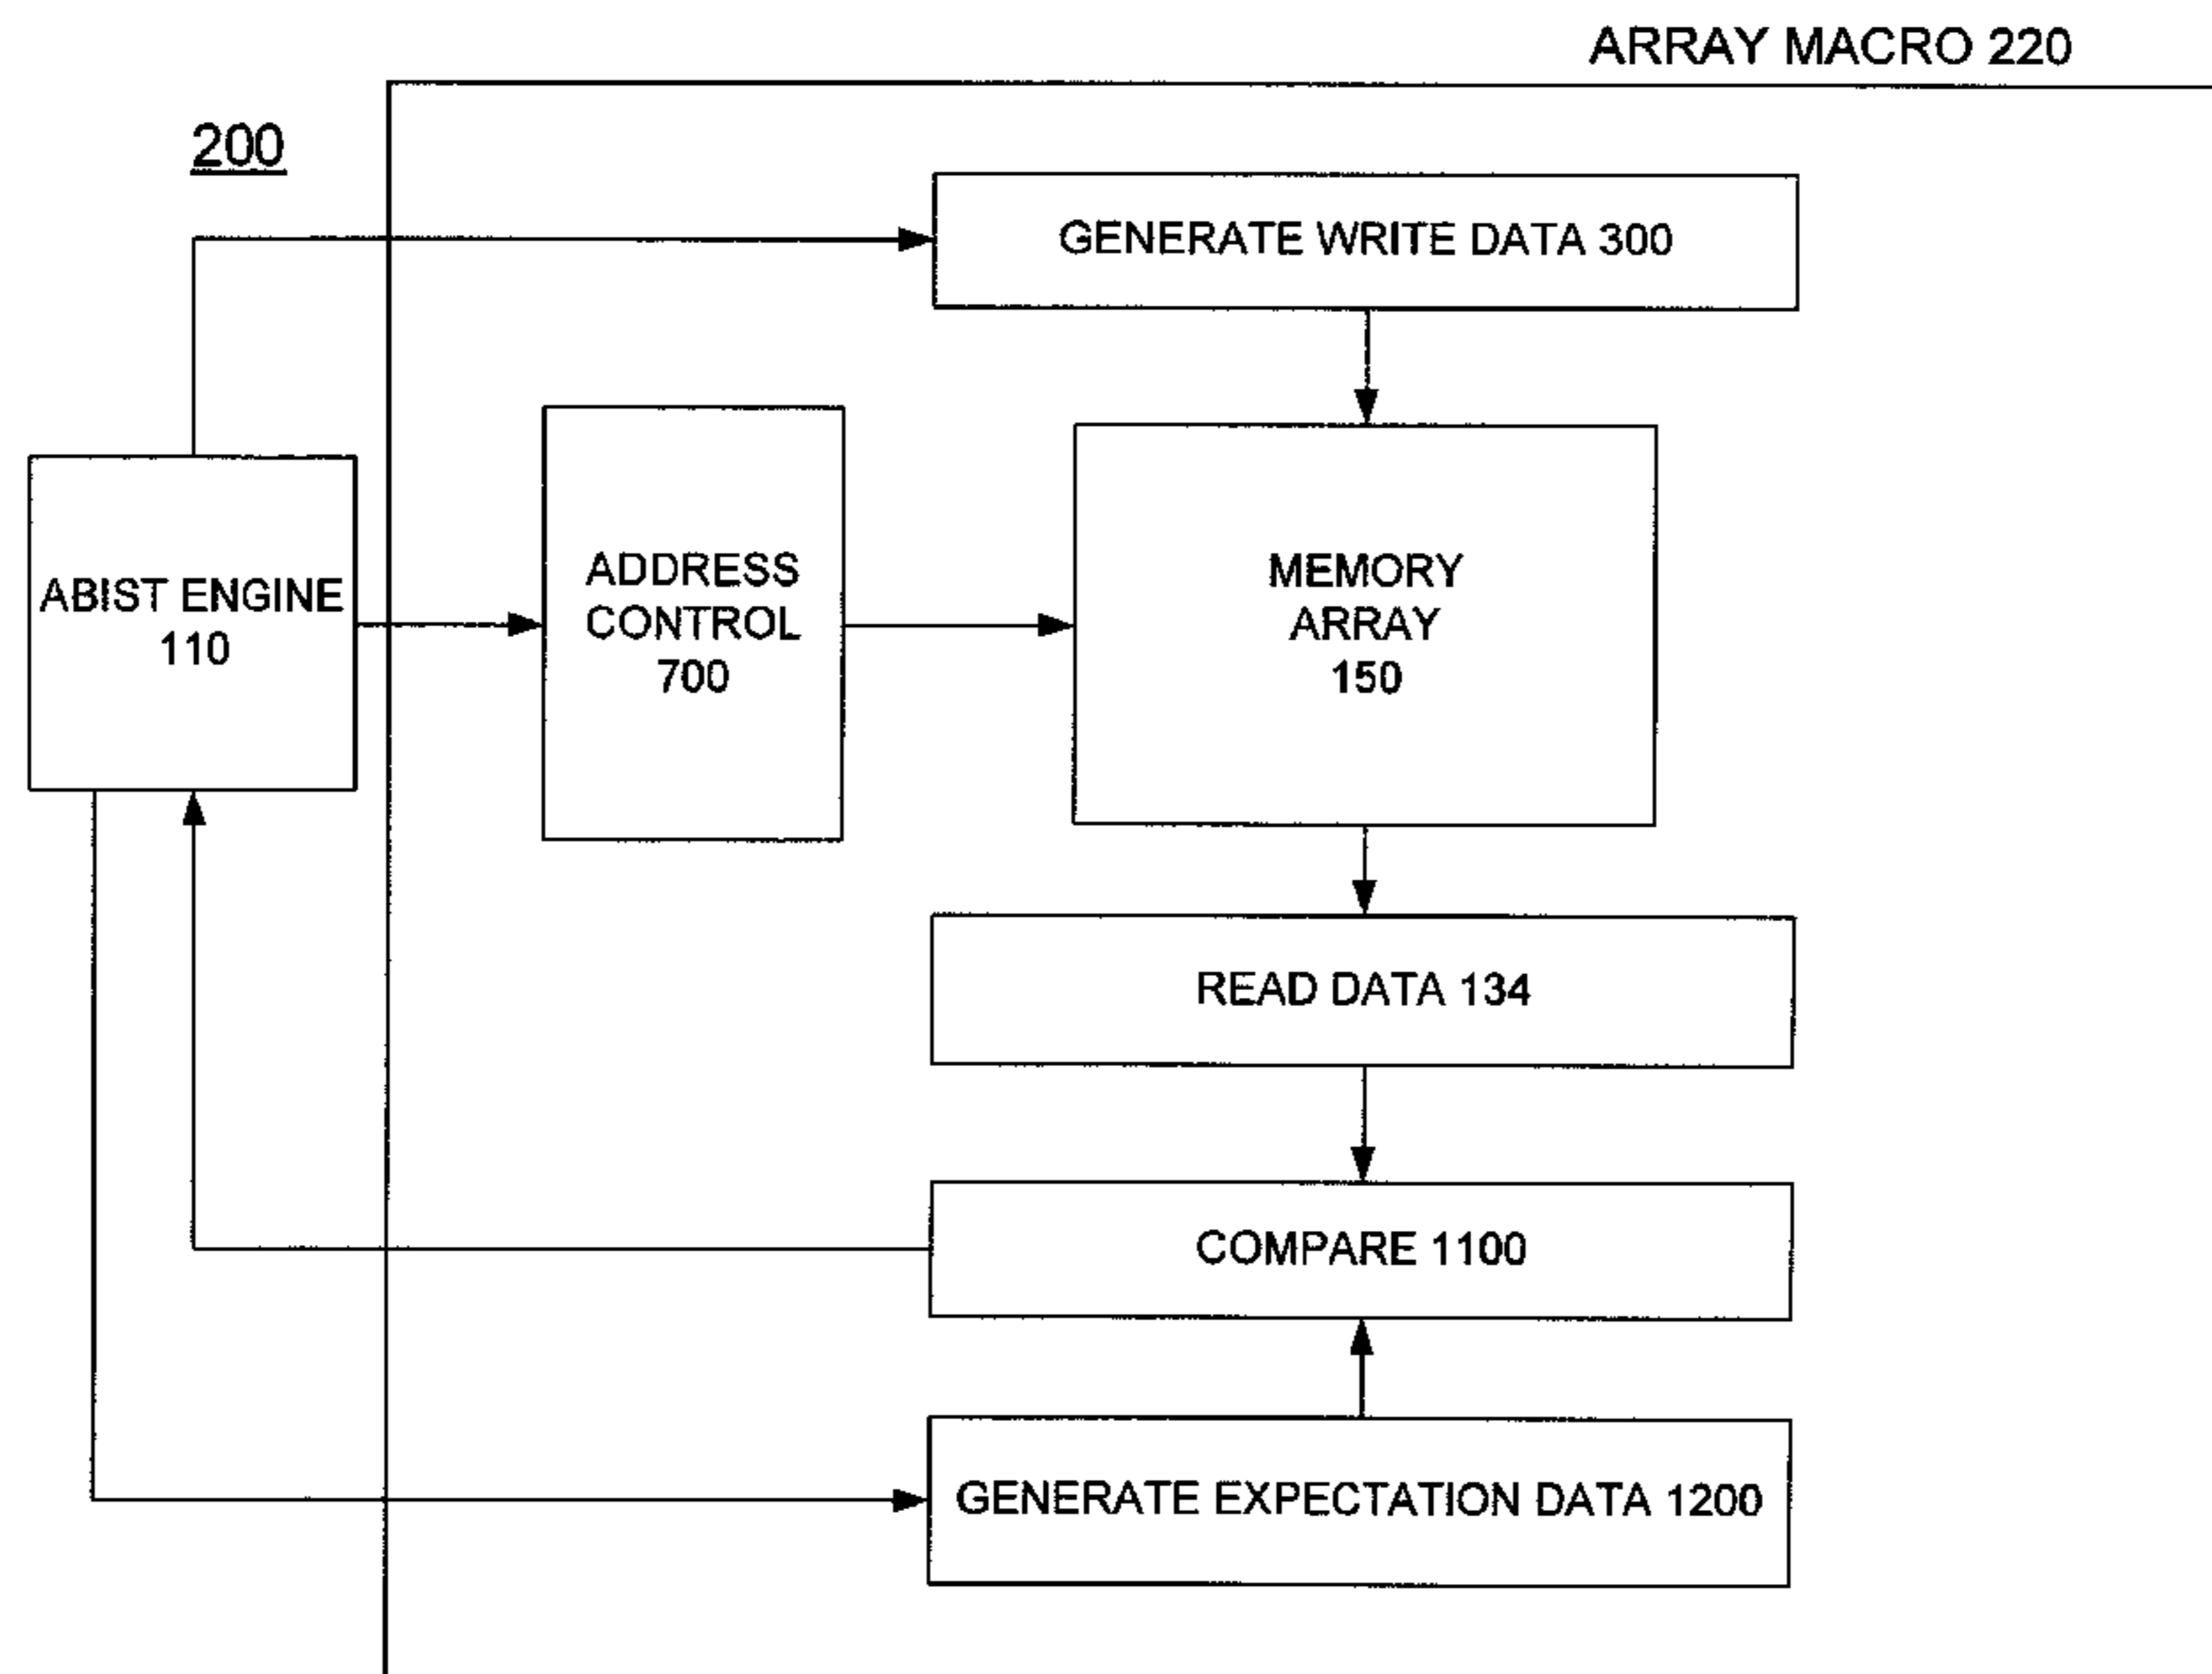 ARRAY MACRO 220
200
GENERATE WRITE DATA 300
ABIST ENGINE
110
ADDRESS
CONTROL
700
MEMORY
ARRAY
150
READ DATA 134
COMPARE 1100
GENERATE EXPECTATION DATA 1200